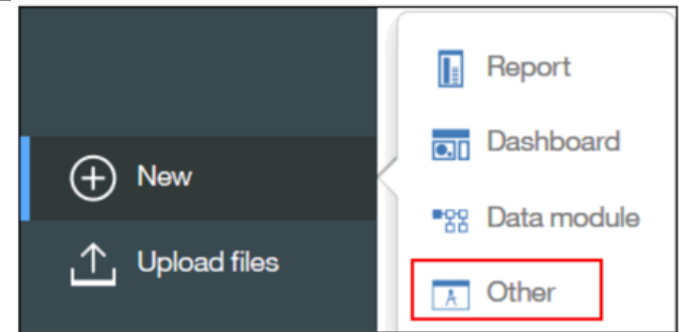 New
Upload files
Report
Dashboard
Data module
Other